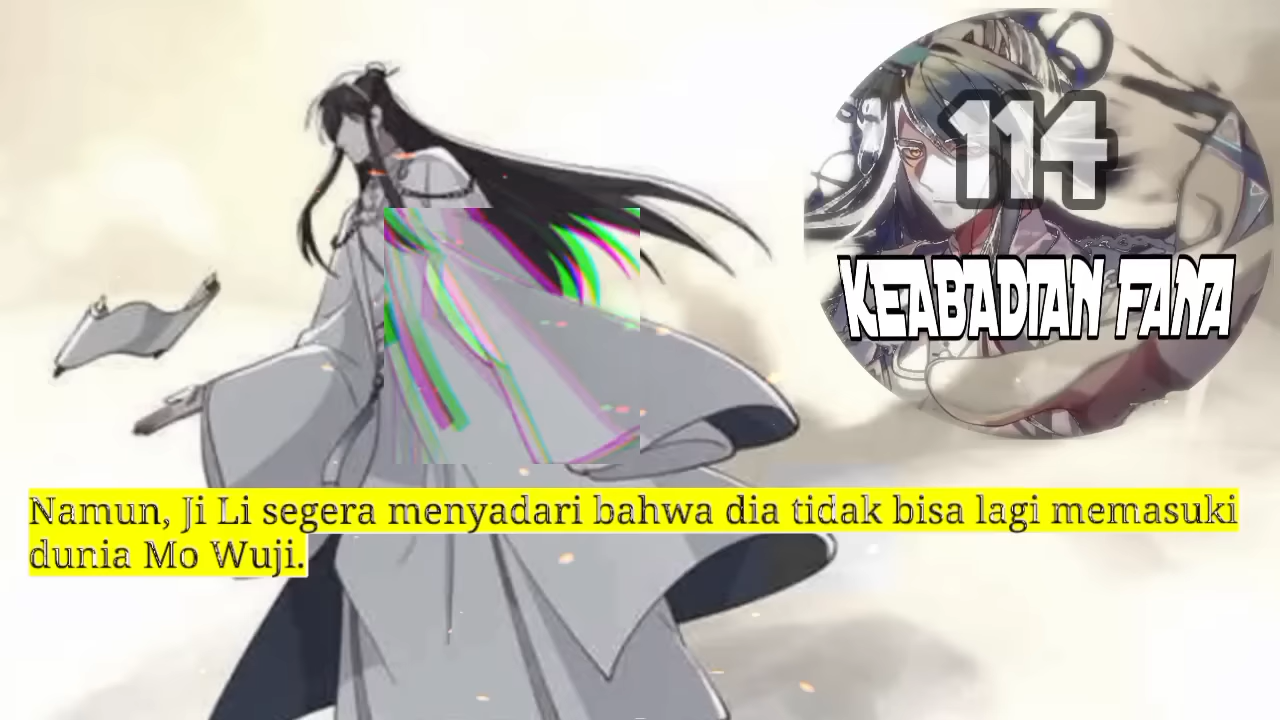 114
KEABADIAN FANA
Namun, Ji Li segera menyadari bahwa dia tidak bisa lagi memasuki
dunia Mo Wuji.